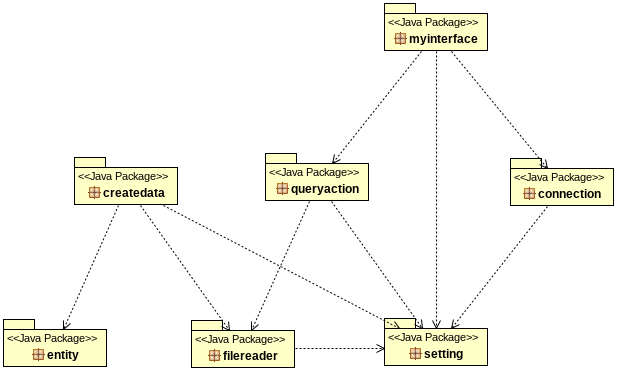 <<Java Package>>
myinterface
<<Java Package>>
createdata
<<Java Package>>
queryaction
<<Java Package>>
connection
<<Java Package>>
entity
<<Java Package>>
filereader
<<Java Package>>
setting